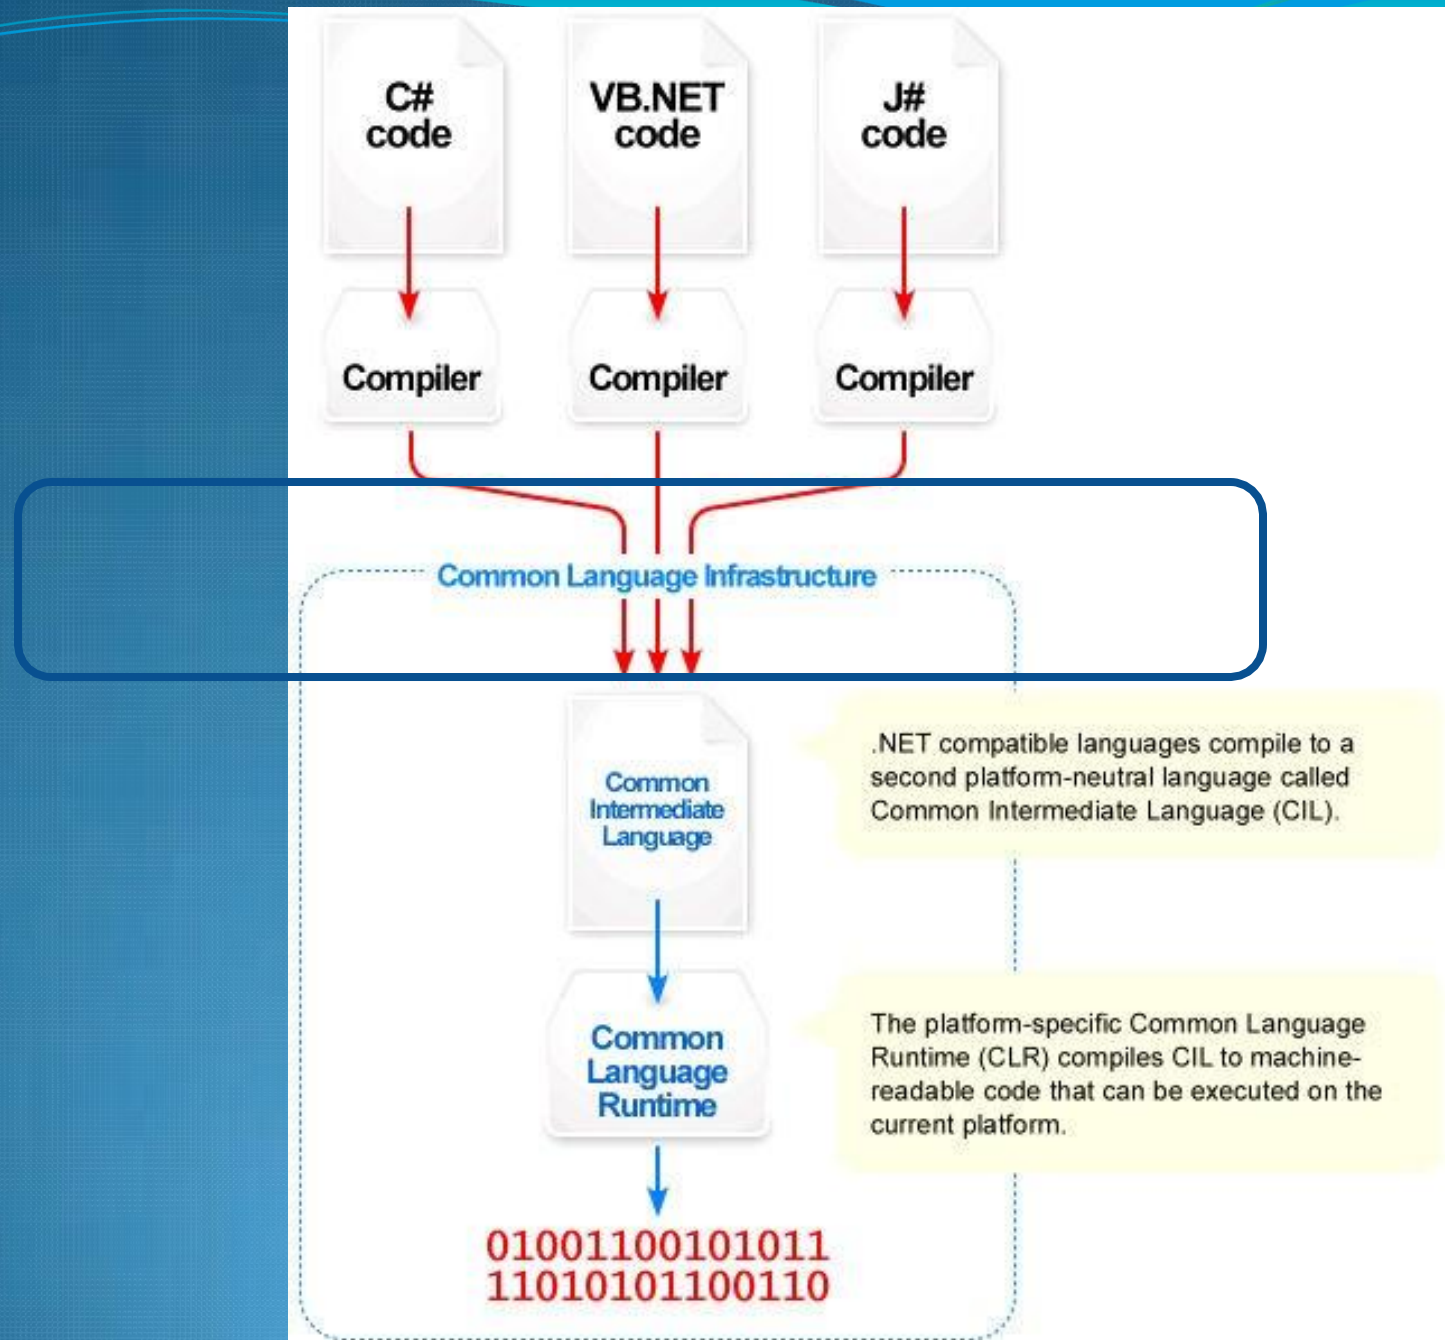 C#
code
VB.NET
code
J#
code
Compiler
Compiler
Compiler
Common Language Infrastructure
Common
Intermediate
Language
.NET compatible languages compile to a
second platform-neutral language called
Common Intermediate Language (CIL).
Common
Language
Runtime
The platform-specific Common Language
Runtime (CLR) compiles CIL to machine-
readable code that can be executed on the
current platform.
01001100101011
11010101100110